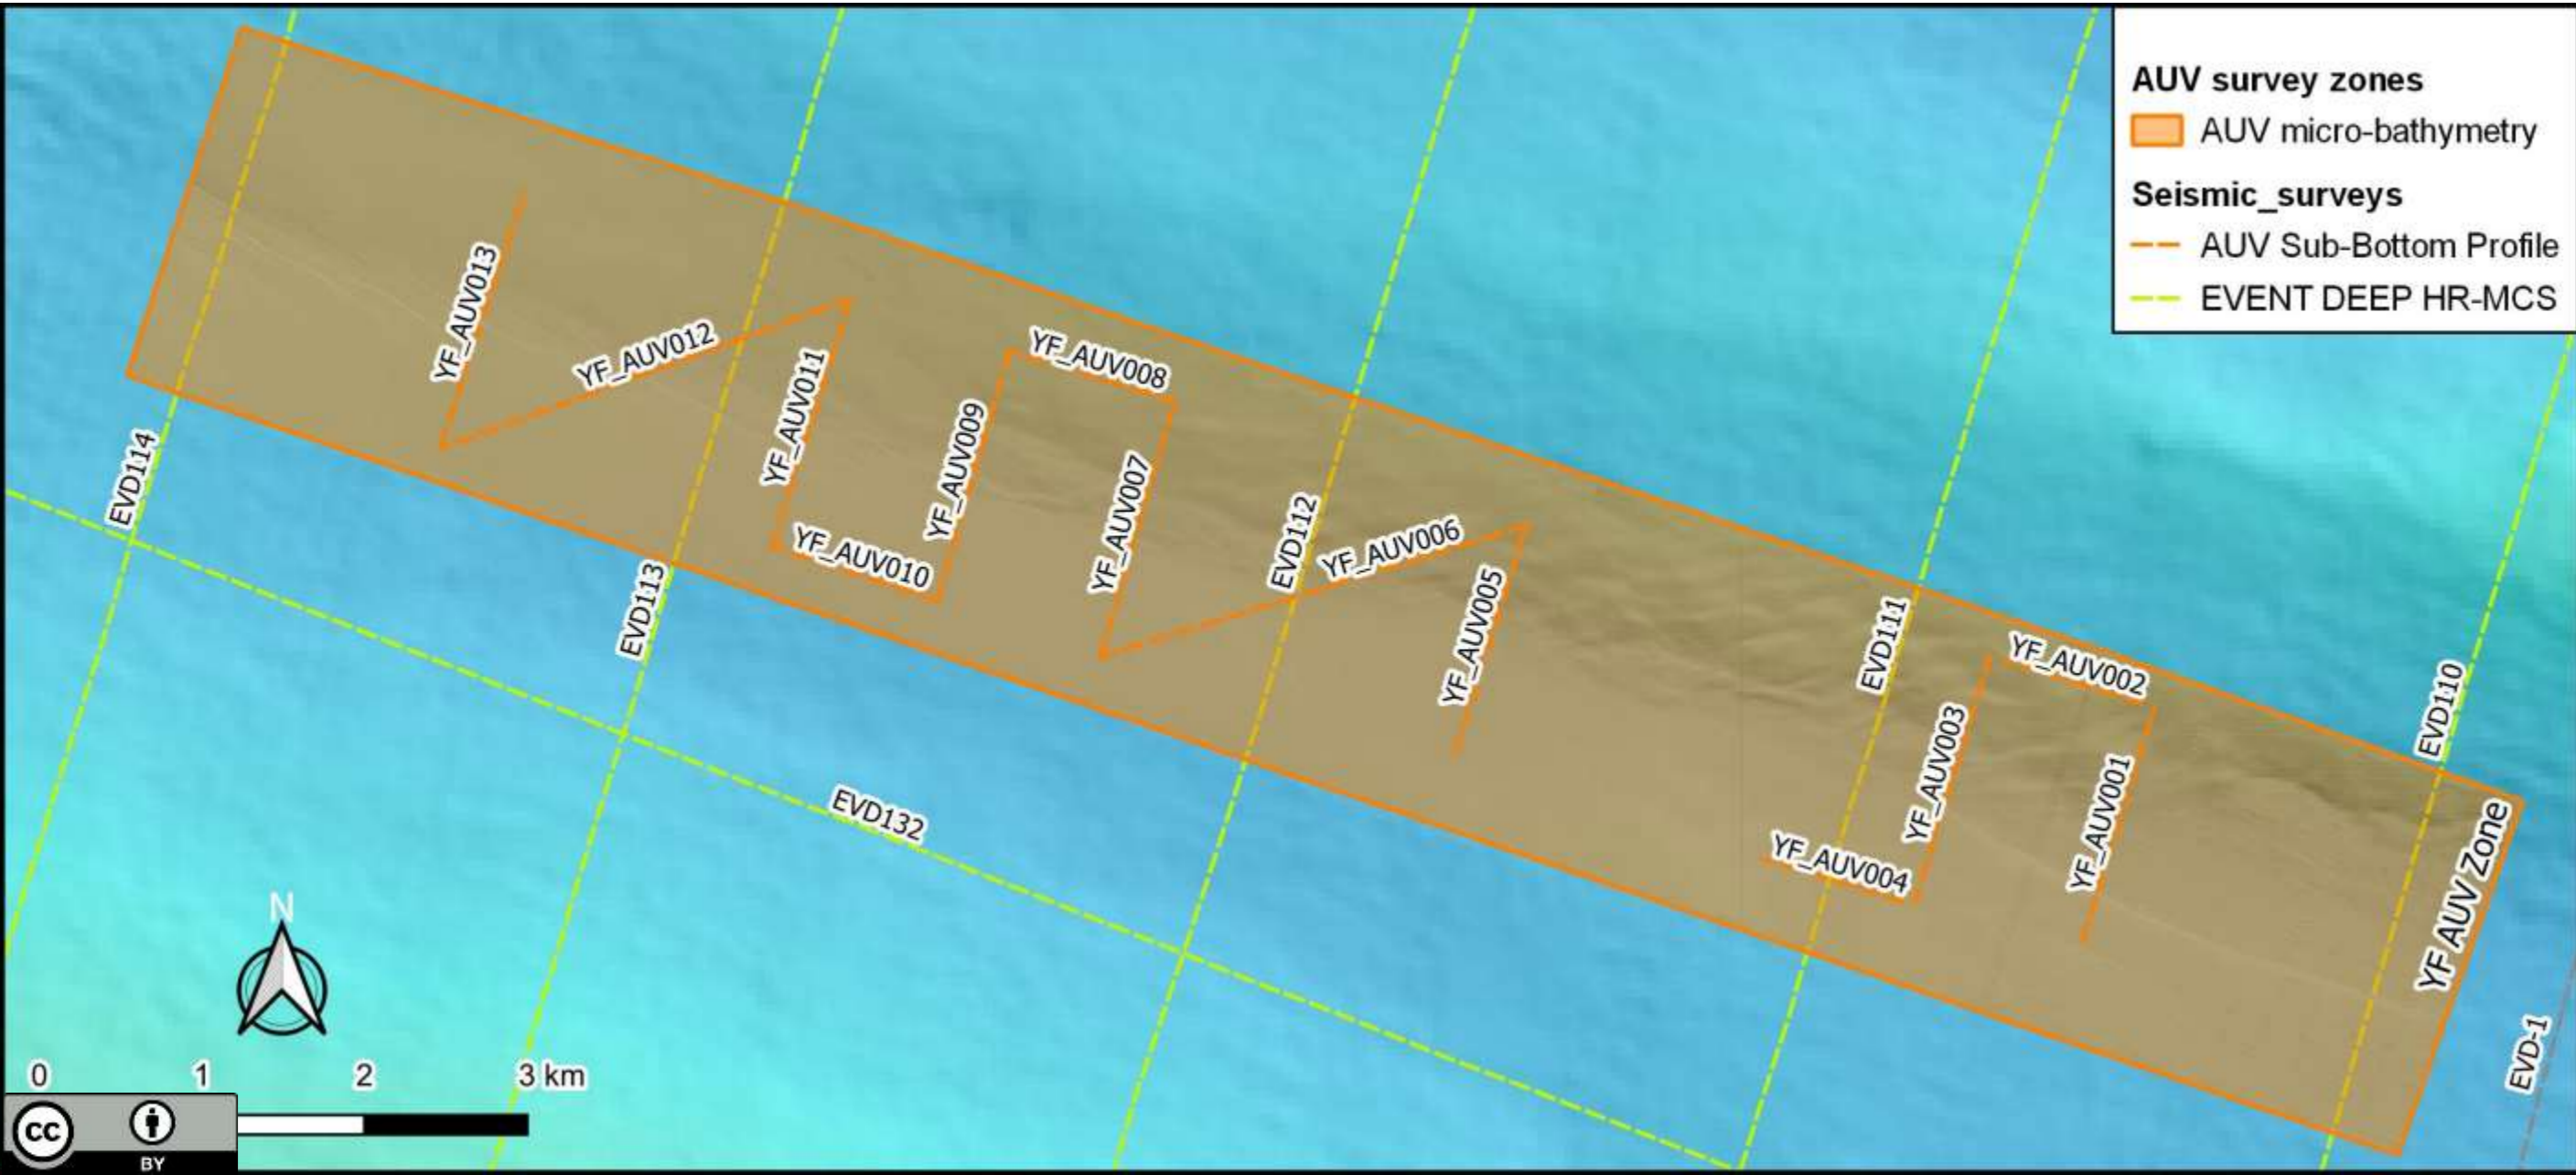 AUV survey zones
AUV micro-bathymetry
Seismic_surveys
AUV Sub-Bottom Profile
EVENT DEEP HR-MCS
YF_AUV013
YF_AUV012
YF_AUV011
YF_AUV008
YF_AUV009
YF_AUV007
YF_AUV010
EVD112
YF_AUV006
YF_AUV005
EVD114
EVD113
EVD111
YF_AUV002
EVD110
YF_AUV003
YF_AUV001
YF_AUV004
YF AUV Zone
EVD132
EVD-1
N
0 1 2 3 km
cc
BY